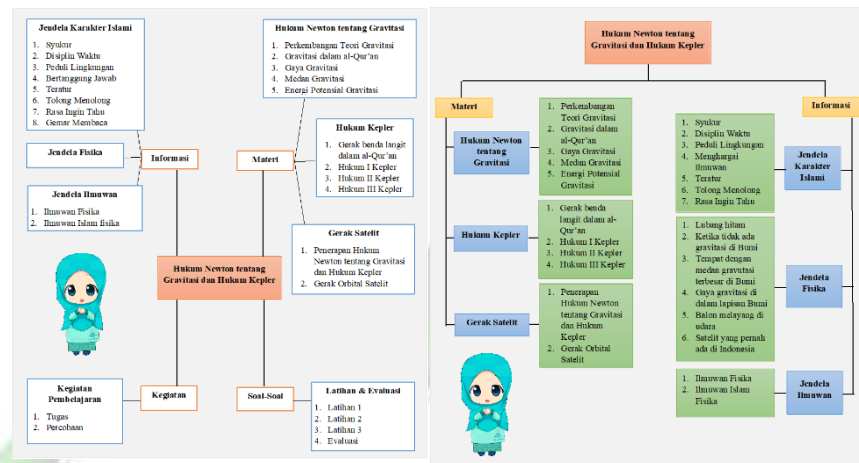 Jendela Karakter Islami
1. Syukur
2. Disiplin Waktu
3. Peduli Lingkungan
4. Bertanggung Jawab
5. Teratur
6. Tolong Menolong
7. Rasa Ingin Tahu
8. Gemar Membaca
Jendela Fisika
Jendela Ilmuwan
1. Ilmuwan Fisika
2. Ilmuwan Islam fisika
Informasi
Hukum Newton tentang Gravitasi
1. Perkembangan Teori Gravitasi
2. Gravitasi dalam al-Qur'an
3. Gaya Gravitasi
4. Medan Gravitasi
5. Energi Potensial Gravitasi
Hukum Kepler
1. Gerak benda langit
dalam al-Qur'an
2. Hukum I Kepler
3. Hukum II Kepler
4. Hukum III Kepler
Materi
Gerak Satelit
1. Penerapan Hukum
Newton tentang Gravitasi
dan Hukum Kepler
2. Gerak Orbital Satelit
Hukum Newton tentang
Gravitasi dan Hukum Kepler
Kegiatan
Pembelajaran
1. Tugas
2. Percobaan
Kegiatan
Soal-Soal
Latihan & Evaluasi
1. Latihan 1
2. Latihan 2
3. Latihan 3
4. Evaluasi
Hukum Newton tentang
Gravitasi dan Hukum Kepler
Materi
Hukum Newton
tentang
Gravitasi
1. Perkembangan
Teori Gravitasi
2. Gravitasi dalam
al-Qur'an
3. Gaya Gravitasi
4. Medan Gravitasi
5. Energi Potensial
Gravitasi
Hukum Kepler
1. Gerak benda
langit dalam al-
Qur'an
2. Hukum I Kepler
3. Hukum II Kepler
4. Hukum III Kepler
Gerak Satelit
1. Penerapan
Hukum Newton
tentang Gravitasi
dan Hukum
Kepler
2. Gerak Orbital
Satelit
Informasi
1. Syukur
2. Disiplin Waktu
3. Peduli Lingkungan
4. Menghargai
Ilmuwan
5. Teratur
6. Tolong Menolong
7. Rasa Ingin Tahu
Jendela
Karakter
Islami
1. Lubang hitam
2. Ketika tidak ada
gravitasi di Bumi
3. Tempat dengan
medan gravutasi
terbesar di Bumi
4. Gaya gravitasi di
dalam lapisan Bumi
5. Balon melayang di
udara
6. Satelit yang pernah
ada di Indonesia
Jendela
Fisika
1. Ilmuwan Fisika
2. Ilmuwan Islam
Fisika
Jendela
Ilmuwan